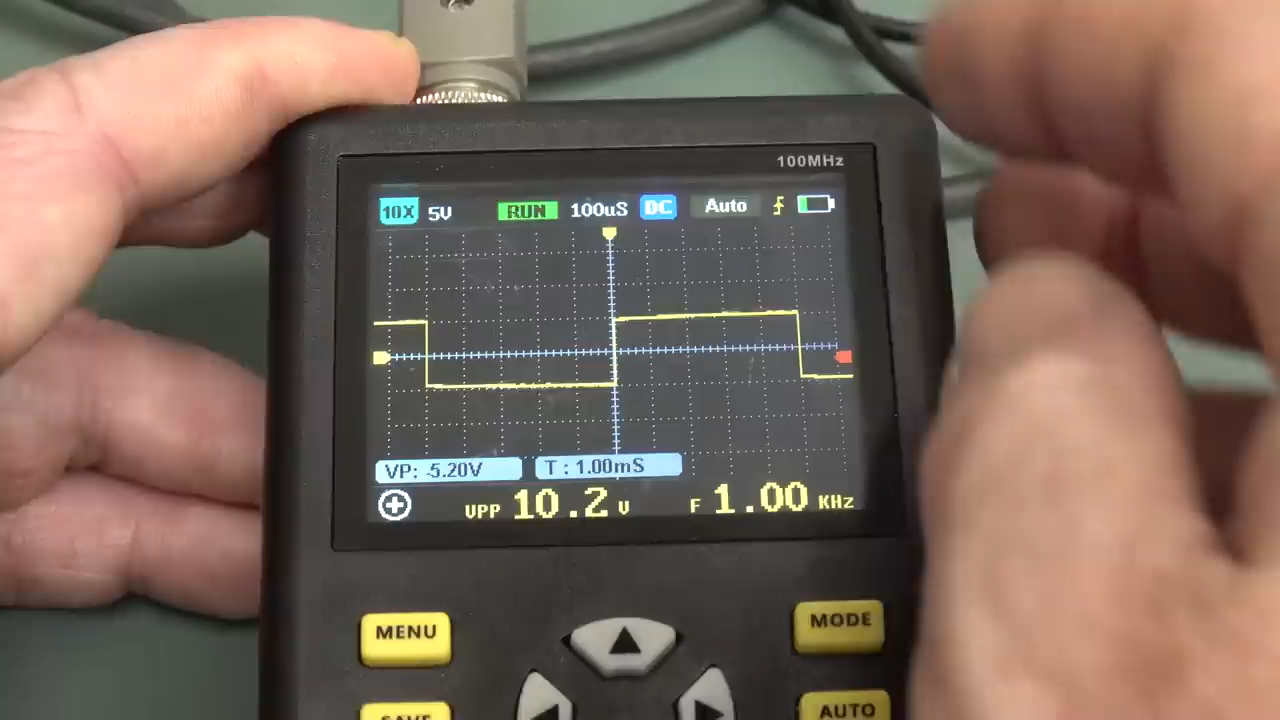 100MHz
10X 5V RUN 100uS DC Auto
VP: -5.20V T : 1.00mS
VPP 10.2 V F 1.00 KHZ
MENU MODE
SAVE AUTO